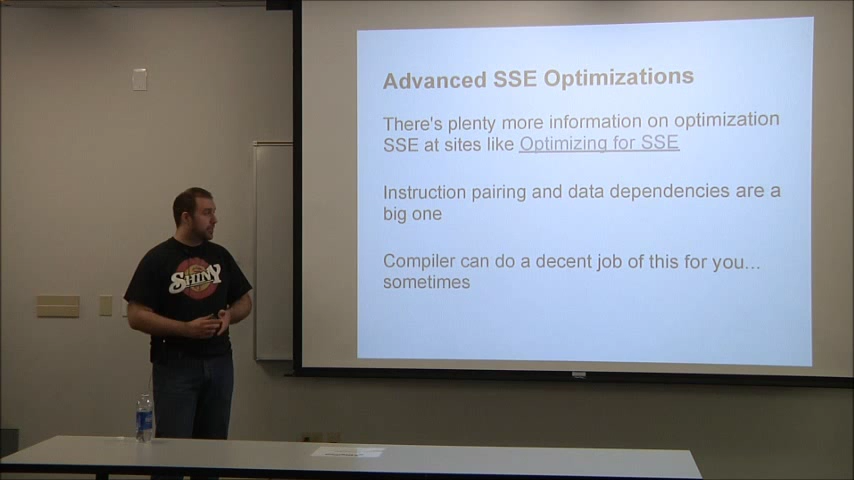 Advanced SSE Optimizations
There's plenty more information on optimization
SSE at sites like Optimizing for SSE
Instruction pairing and data dependencies are a
big one
Compiler can do a decent job of this for you...
sometimes
SHINY